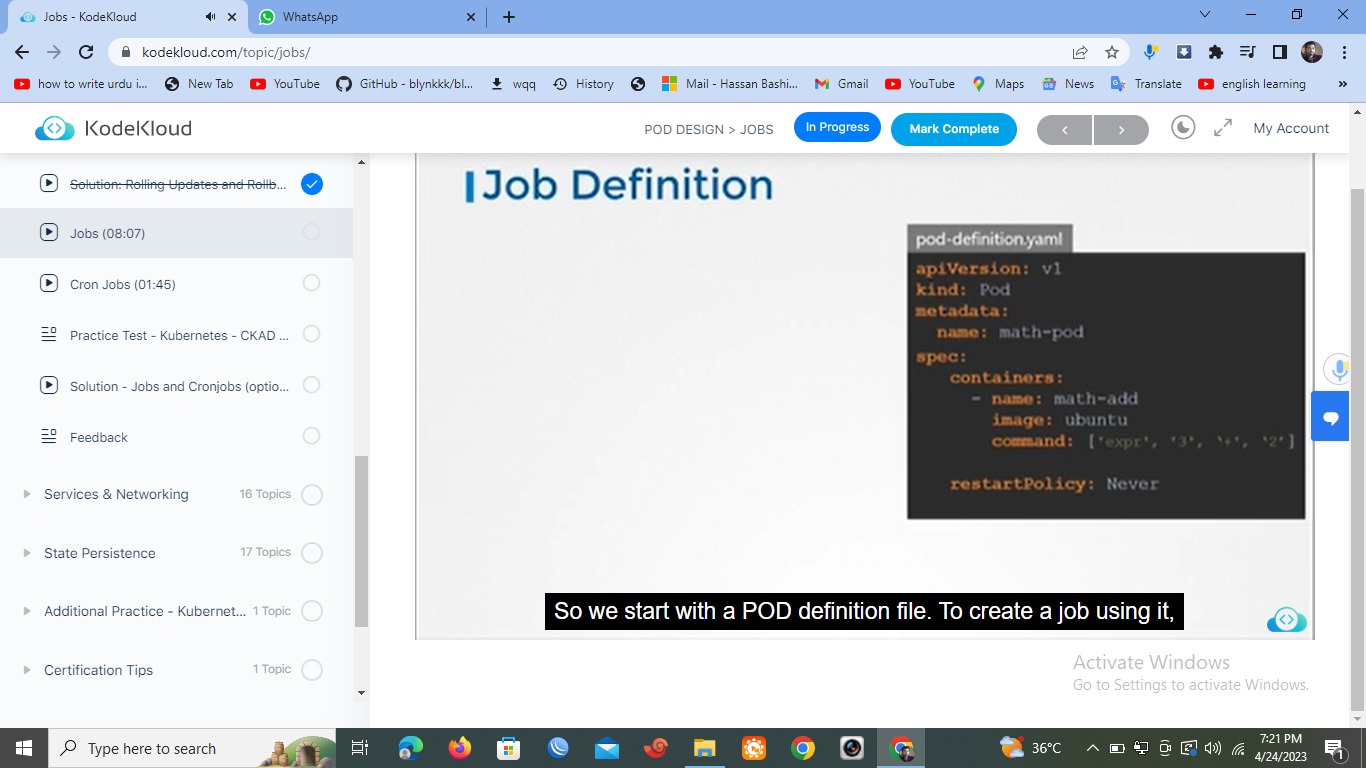 Jobs - KodeKloud
WhatsApp
kodekloud.com/topic/jobs/
how to write urdu i...
New Tab
YouTube
GitHub - blynkkk/bl...
wqq
History
Mail - Hassan Bashi...
Gmail
YouTube
Maps
News
Translate
english learning
»
KodeKloud
POD DESIGN > JOBS
In Progress
Mark Complete
<
>
My Account
Solution: Rolling Updates and Rollb...
Jobs (08:07)
Cron Jobs (01:45)
Practice Test - Kubernetes - CKAD ...
Solution - Jobs and Cronjobs (optio...
Feedback
Services & Networking 16 Topics
State Persistence 17 Topics
Additional Practice - Kubernet... 1 Topic
Certification Tips 1 Topic
Job Definition
pod-definition.yaml
apiVersion: v1
kind: Pod
metadata:
name: math-pod
spec:
containers:
- name: math-add
image: ubuntu
command: ['expr', '3', '+', '2']
restartPolicy: Never
So we start with a POD definition file. To create a job using it,
Activate Windows
Go to Settings to activate Windows.
Type here to search
36°C
7:21 PM
4/24/2023
1